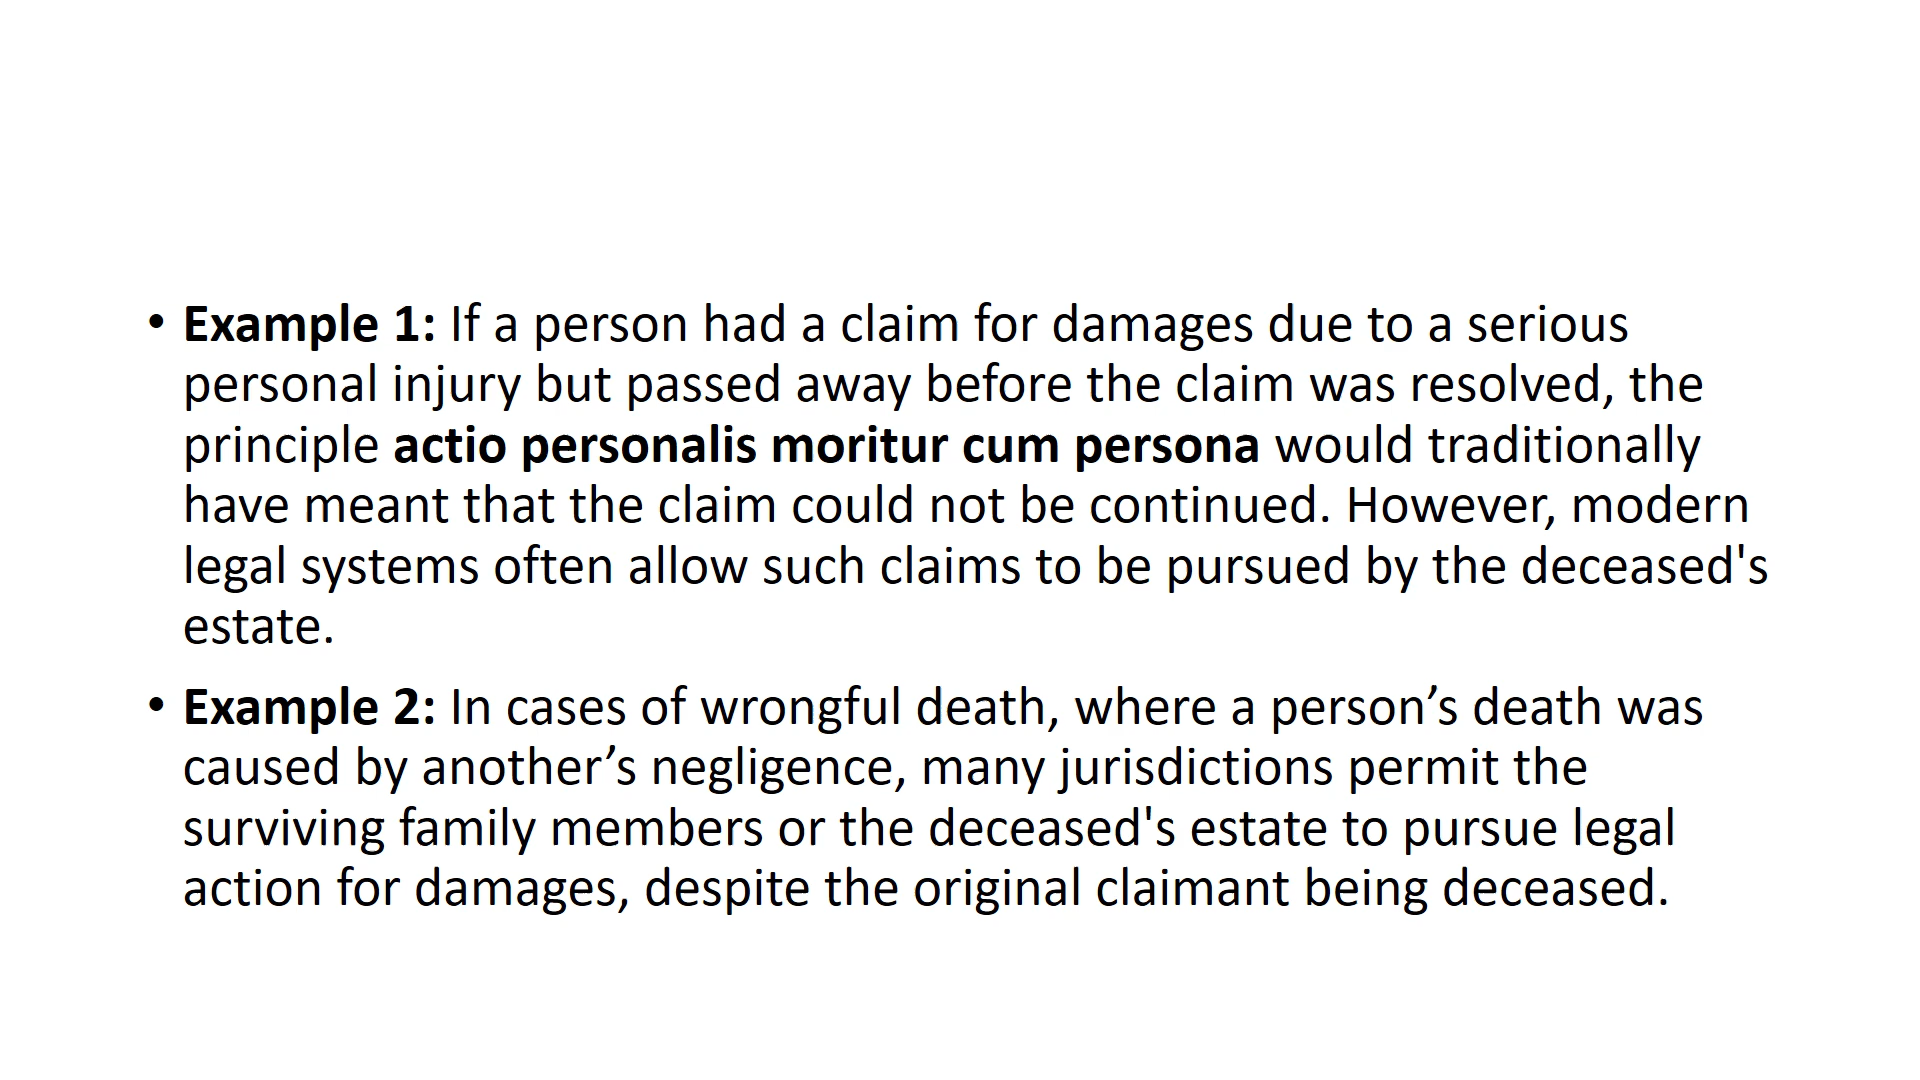 • Example 1: If a person had a claim for damages due to a serious
personal injury but passed away before the claim was resolved, the
principle actio personalis moritur cum persona would traditionally
have meant that the claim could not be continued. However, modern
legal systems often allow such claims to be pursued by the deceased's
estate.
• Example 2: In cases of wrongful death, where a person’s death was
caused by another’s negligence, many jurisdictions permit the
surviving family members or the deceased's estate to pursue legal
action for damages, despite the original claimant being deceased.